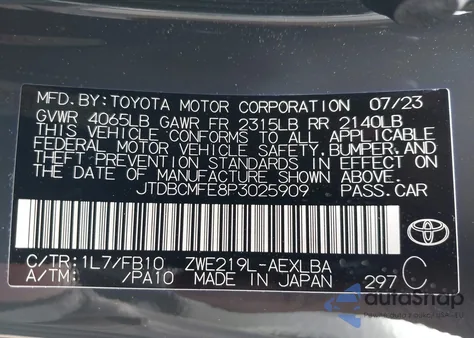 MFD.BY:TOYOTA MOTOR CORPORATION 07/23
GVWR 4065LB GAWR FR 2315LB RR 2140LB
THIS VEHICLE CONFORMS TO ALL APPLICABLE
FEDERAL MOTOR VEHICLE SAFETY, BUMPER, AND
THEFT PREVENTION STANDARDS IN EFFECT ON
THE DATE OF MANUFACTURE SHOWN ABOVE.
JTDBCMFE8P3025909 PASS.CAR
TOYOTA
C/TR:1L7/FB10 ZWE219L-AEXLBA
A/TM: /PA10 MADE IN JAPAN 297 C
autosnap